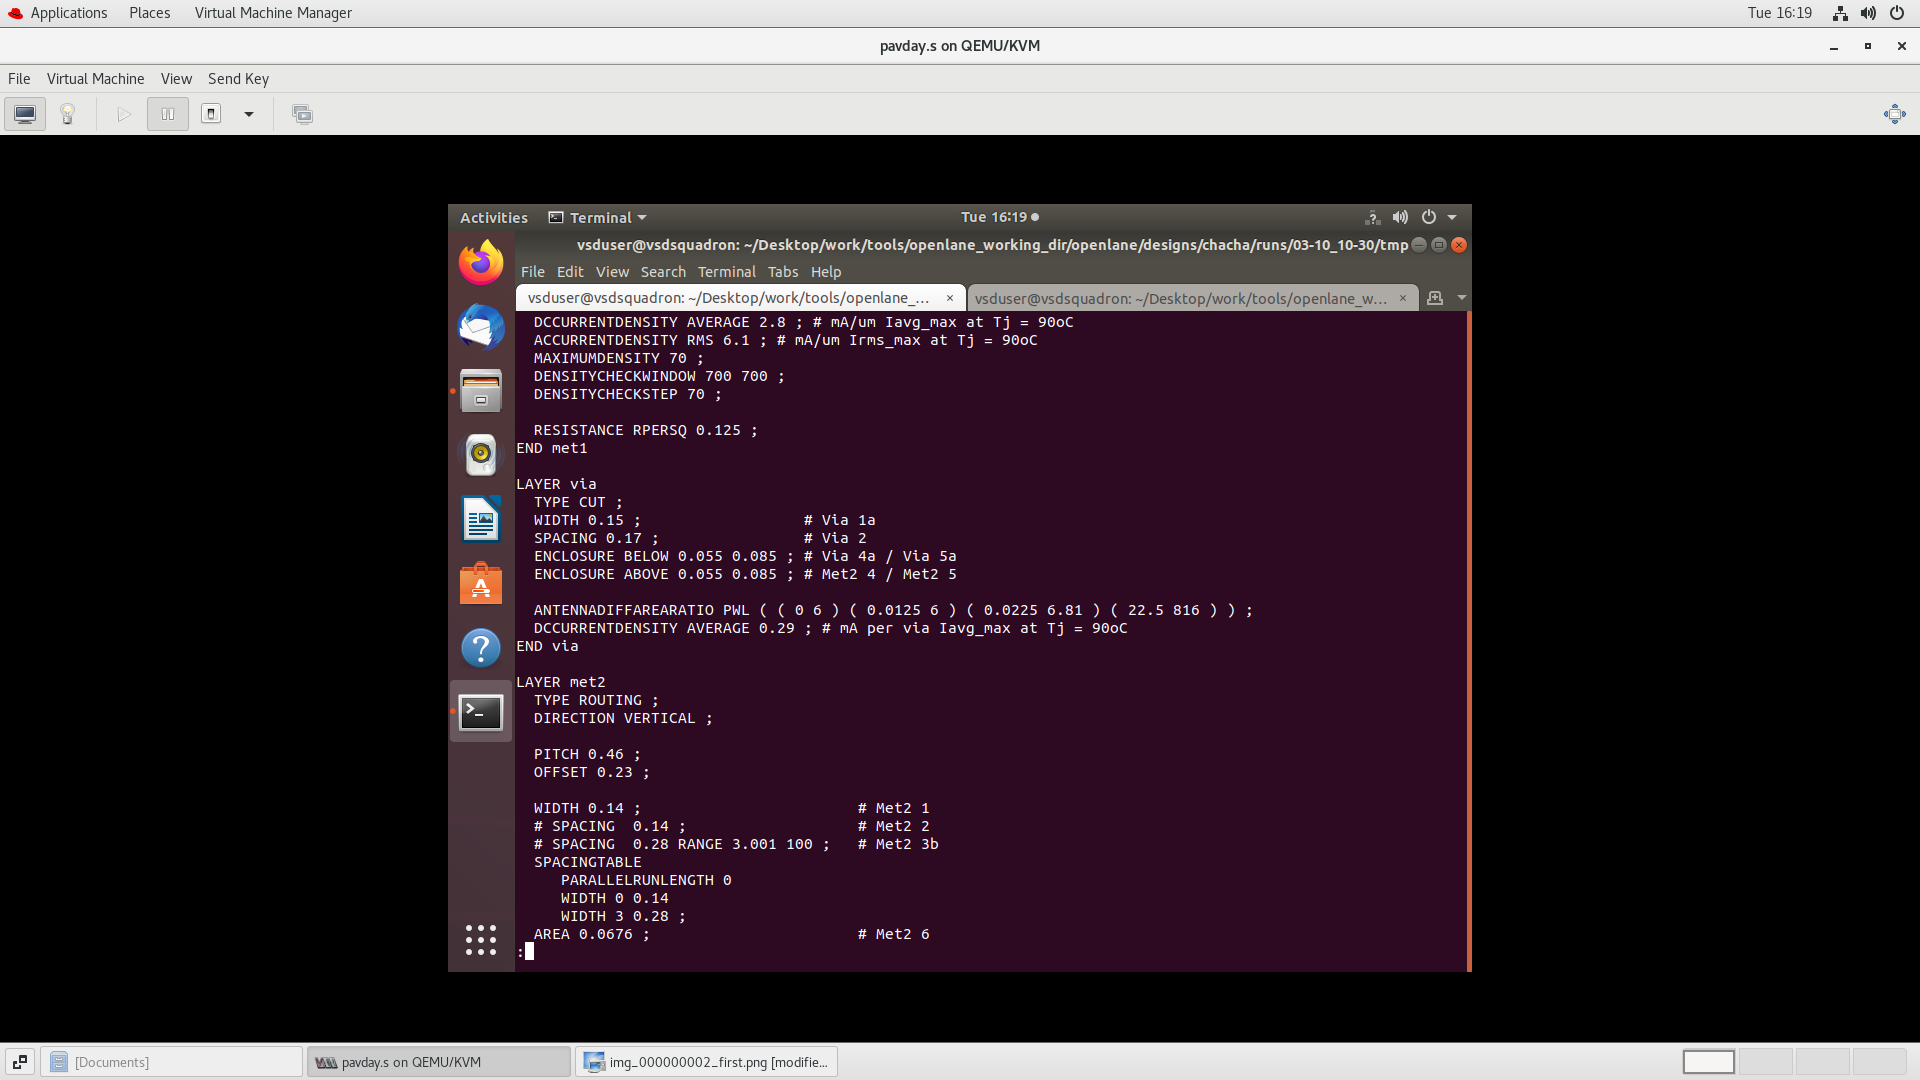 Applications Places Virtual Machine Manager Tue 16:19
pavday.s on QEMU/KVM
File Virtual Machine View Send Key
Activities Terminal Tue 16:19
vsduser@vsdsquadron: ~/Desktop/work/tools/openlane_working_dir/openlane/designs/chacha/runs/03-10_10-30/tmp
File Edit View Search Terminal Tabs Help
vsduser@vsdsquadron: ~/Desktop/work/tools/openlane_... × vsduser@vsdsquadron: ~/Desktop/work/tools/openlane_w... ×
DCCURRENTDENSITY AVERAGE 2.8 ; # mA/um Iavg_max at Tj = 90oC
ACCURRENTDENSITY RMS 6.1 ; # mA/um Irms_max at Tj = 90oC
MAXIMUMDENSITY 70 ;
DENSITYCHECKWINDOW 700 700 ;
DENSITYCHECKSTEP 70 ;
RESISTANCE RPERSQ 0.125 ;
END met1
LAYER via
TYPE CUT ;
WIDTH 0.15 ; # Via 1a
SPACING 0.17 ; # Via 2
ENCLOSURE BELOW 0.055 0.085 ; # Via 4a / Via 5a
ENCLOSURE ABOVE 0.055 0.085 ; # Met2 4 / Met2 5
ANTENNADIFFAREARATIO PWL ( ( 0 6 ) ( 0.0125 6 ) ( 0.0225 6.81 ) ( 22.5 816 ) ) ;
DCCURRENTDENSITY AVERAGE 0.29 ; # mA per via Iavg_max at Tj = 90oC
END via
LAYER met2
TYPE ROUTING ;
DIRECTION VERTICAL ;
PITCH 0.46 ;
OFFSET 0.23 ;
WIDTH 0.14 ; # Met2 1
# SPACING 0.14 ; # Met2 2
# SPACING 0.28 RANGE 3.001 100 ; # Met2 3b
SPACINGTABLE
PARALLELRUNLENGTH 0
WIDTH 0 0.14
WIDTH 3 0.28 ;
AREA 0.0676 ; # Met2 6
:
[Documents] pavday.s on QEMU/KVM img_000000002_first.png [modifie...